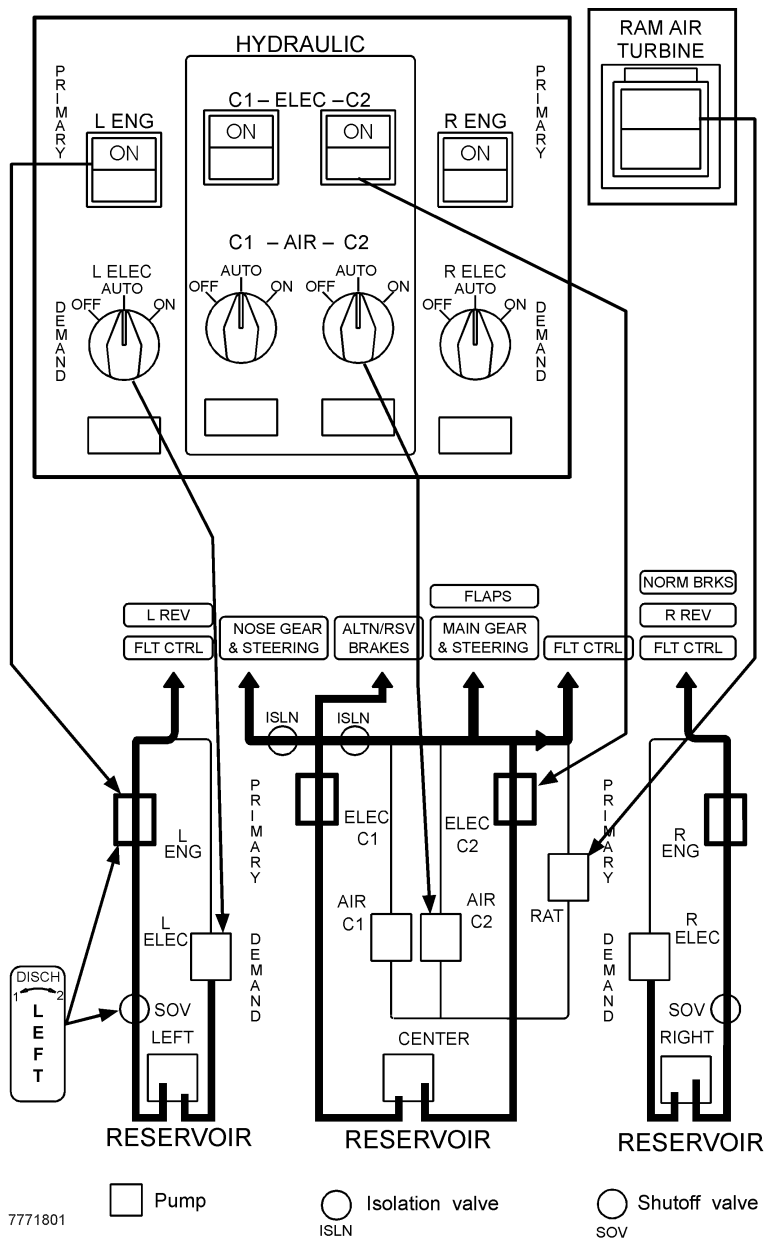 HYDRAULIC
RAM AIR
TURBINE
PRIMARY
C1 – ELEC – C2
PRIMARY
L ENG
ON
ON
ON
R ENG
ON
C1 – AIR – C2
L ELEC
AUTO
OFF
ON
AUTO
OFF
ON
AUTO
OFF
ON
R ELEC
AUTO
OFF
ON
DEMAND
DEMAND
L REV
FLT CTRL
NOSE GEAR
& STEERING
ALTN/RSV
BRAKES
FLAPS
MAIN GEAR
& STEERING
FLT CTRL
NORM BRKS
R REV
FLT CTRL
ISLN
ISLN
L
ENG
PRIMARY
ELEC
C1
ELEC
C2
PRIMARY
R
ENG
L
ELEC
DEMAND
AIR
C1
AIR
C2
RAT
DEMAND
R
ELEC
DISCH
1 2
LEFT
SOV
LEFT
CENTER
SOV
RIGHT
RESERVOIR
RESERVOIR
RESERVOIR
Pump
ISLN
Isolation valve
SOV
Shutoff valve
7771801